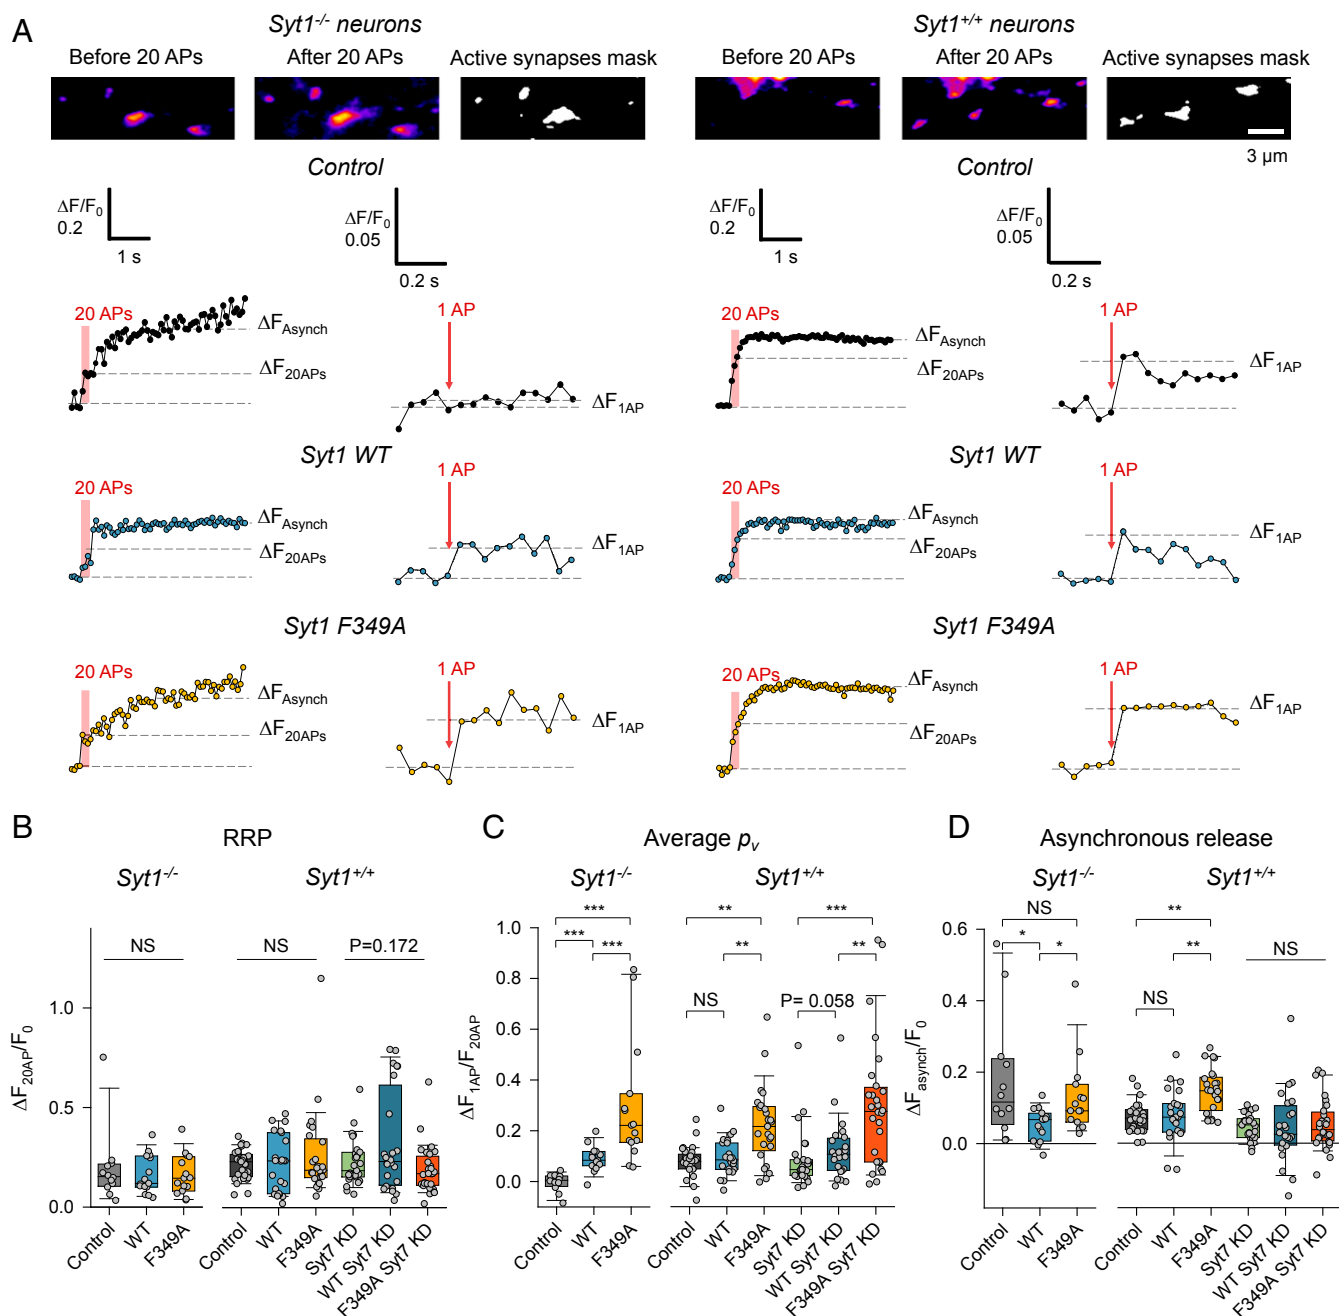 A
Syt1-/- neurons
Syt1+/+ neurons
Before 20 APs
After 20 APs
Active synapses mask
Before 20 APs
After 20 APs
Active synapses mask
3 µm
Control
Control
ΔF/F0
0.2
1 s
ΔF/F0
0.05
0.2 s
ΔF/F0
0.2
1 s
ΔF/F0
0.05
0.2 s
20 APs
ΔFAsynch
ΔF20APs
1 AP
ΔF1AP
20 APs
ΔFAsynch
ΔF20APs
1 AP
ΔF1AP
Syt1 WT
Syt1 WT
20 APs
ΔFAsynch
ΔF20APs
1 AP
ΔF1AP
20 APs
ΔFAsynch
ΔF20APs
1 AP
ΔF1AP
Syt1 F349A
Syt1 F349A
20 APs
ΔFAsynch
ΔF20APs
1 AP
ΔF1AP
20 APs
ΔFAsynch
ΔF20APs
1 AP
ΔF1AP
B
RRP
Syt1-/-
Syt1+/+
NS
NS
P=0.172
ΔF20AP/F0
1.0
0.5
0.0
Control
WT
F349A
Control
WT
F349A
Syt7 KD
WT Syt7 KD
F349A Syt7 KD
C
Average pv
Syt1-/-
Syt1+/+
***
***
***
**
**
NS
***
**
P= 0.058
ΔF1AP/F20AP
1.0
0.8
0.6
0.4
0.2
0.0
Control
WT
F349A
Control
WT
F349A
Syt7 KD
WT Syt7 KD
F349A Syt7 KD
D
Asynchronous release
Syt1-/-
Syt1+/+
NS
*
*
**
**
NS
NS
ΔFasynch/F0
0.6
0.4
0.2
0.0
Control
WT
F349A
Control
WT
F349A
Syt7 KD
WT Syt7 KD
F349A Syt7 KD